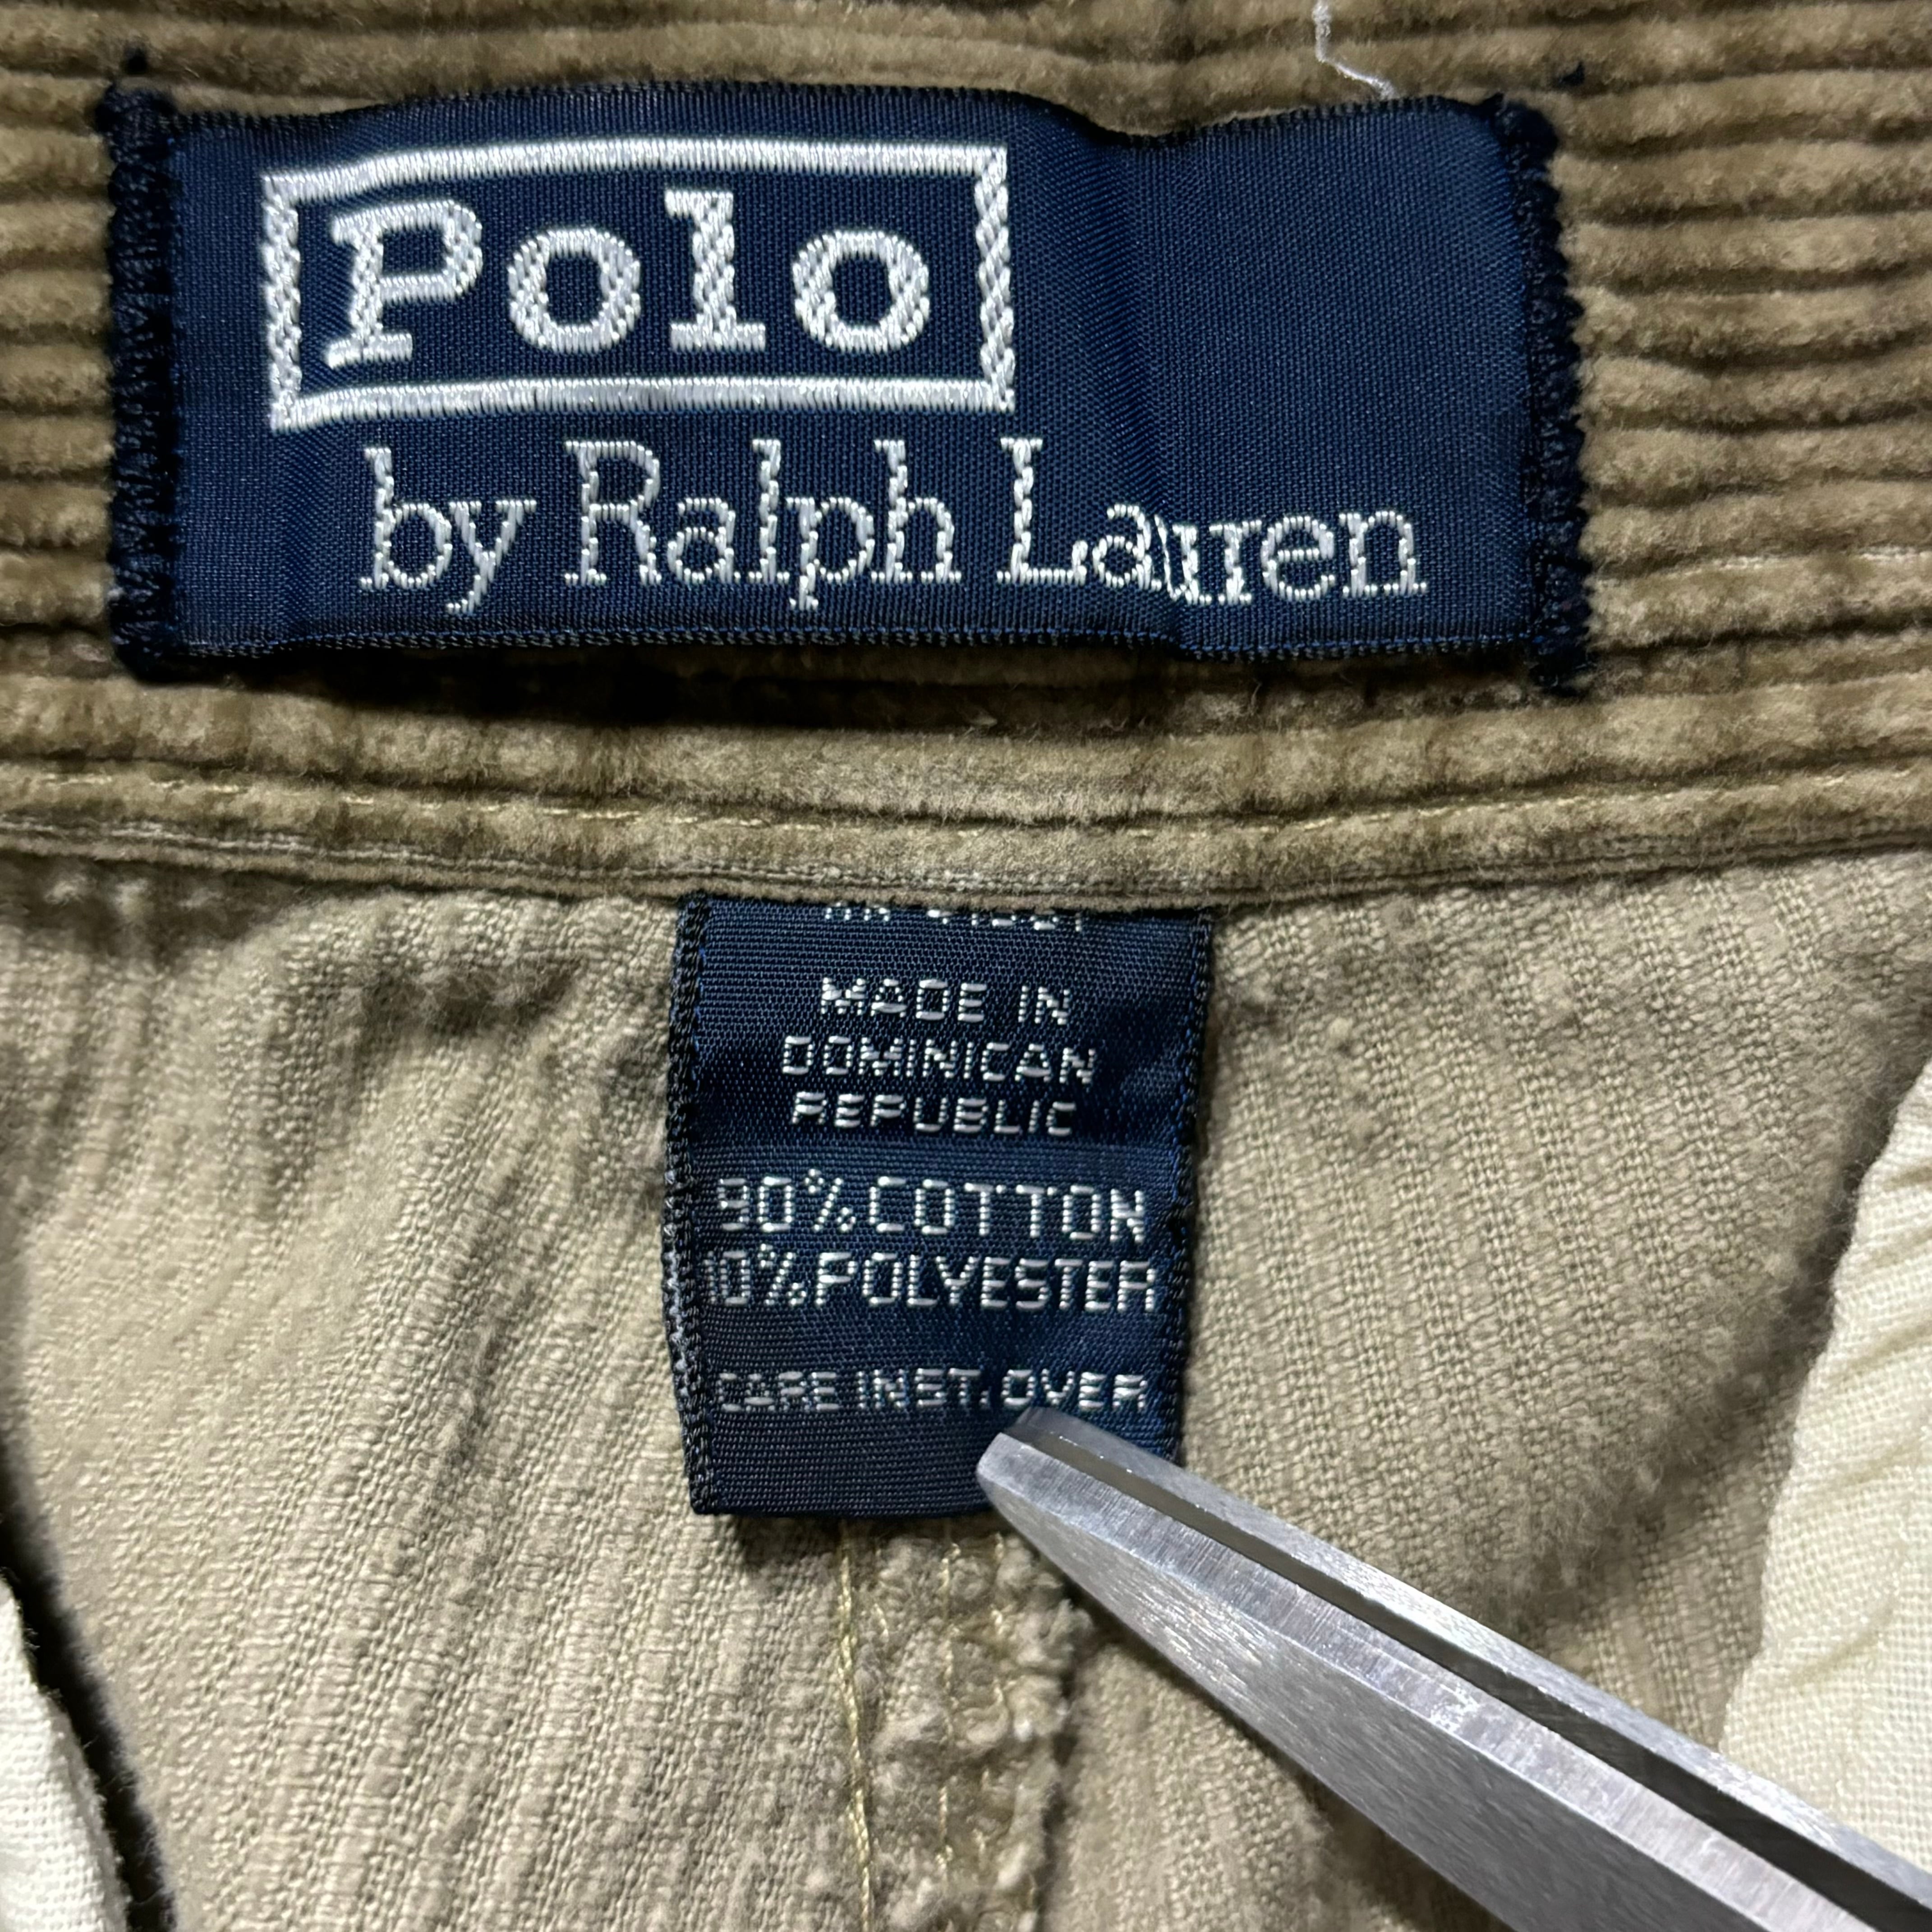 Polo
by Ralph Lauren
MADE IN
DOMINICAN
REPUBLIC
90%COTTON
10%POLYESTER
CARE INST. OVER